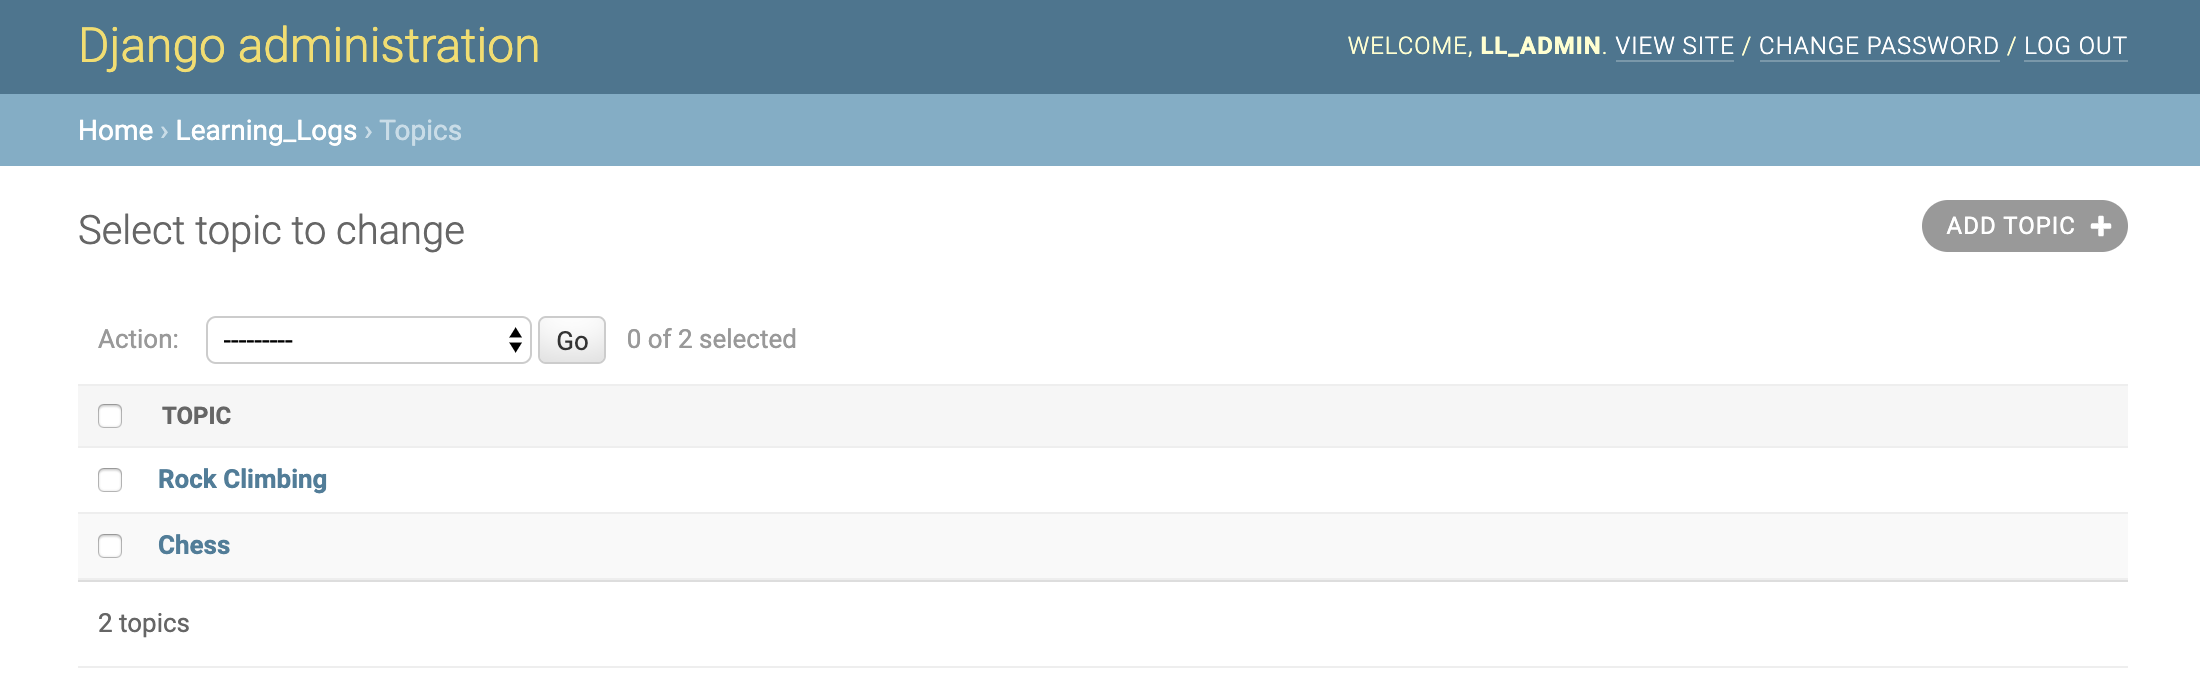 Django administration
WELCOME, LL_ADMIN. VIEW SITE / CHANGE PASSWORD / LOG OUT
Home › Learning_Logs › Topics
Select topic to change
ADD TOPIC +
Action: --------- Go 0 of 2 selected
TOPIC
Rock Climbing
Chess
2 topics